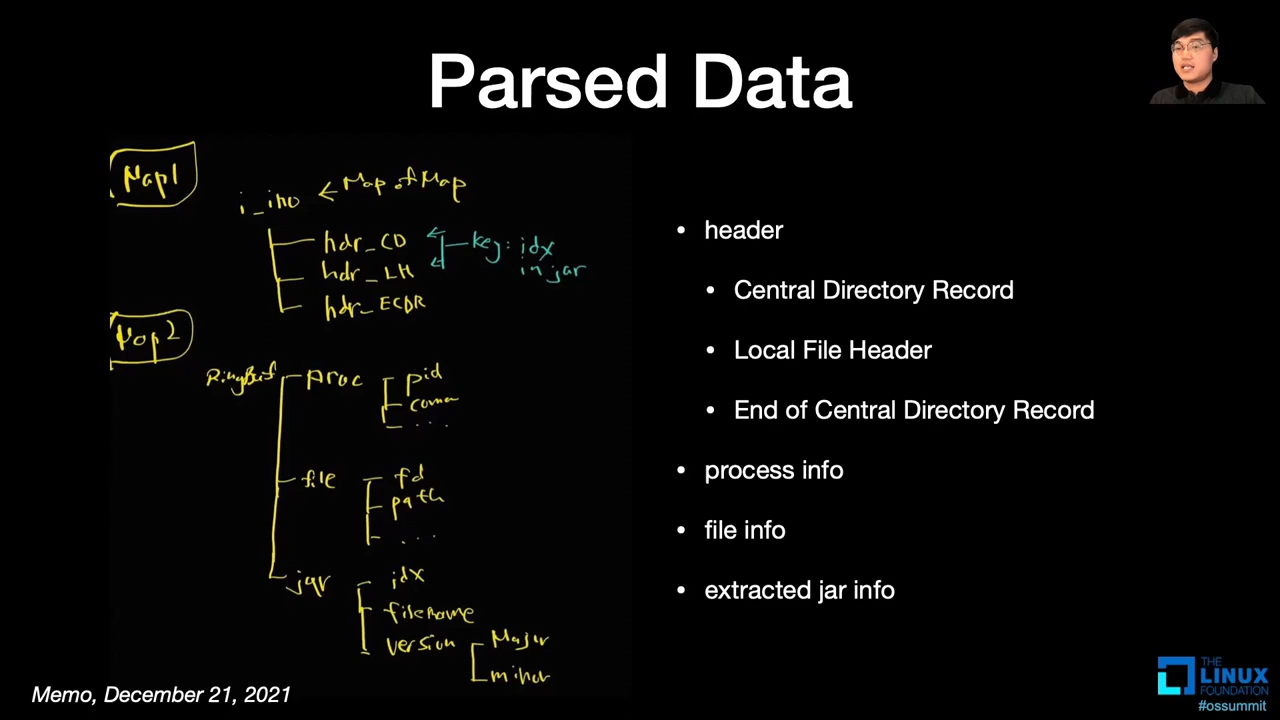 Parsed Data
Map1
i_ino ← Map of Map
hdr_CD
hdr_LH
hdr_ECDR
key: idx
in jar
Map2
RingBuf
proc
pid
comm
. . .
file
fd
path
. . .
jar
idx
filename
version
Major
minor
• header
• Central Directory Record
• Local File Header
• End of Central Directory Record
• process info
• file info
• extracted jar info
Memo, December 21, 2021
THE
LINUX
FOUNDATION
#ossummit